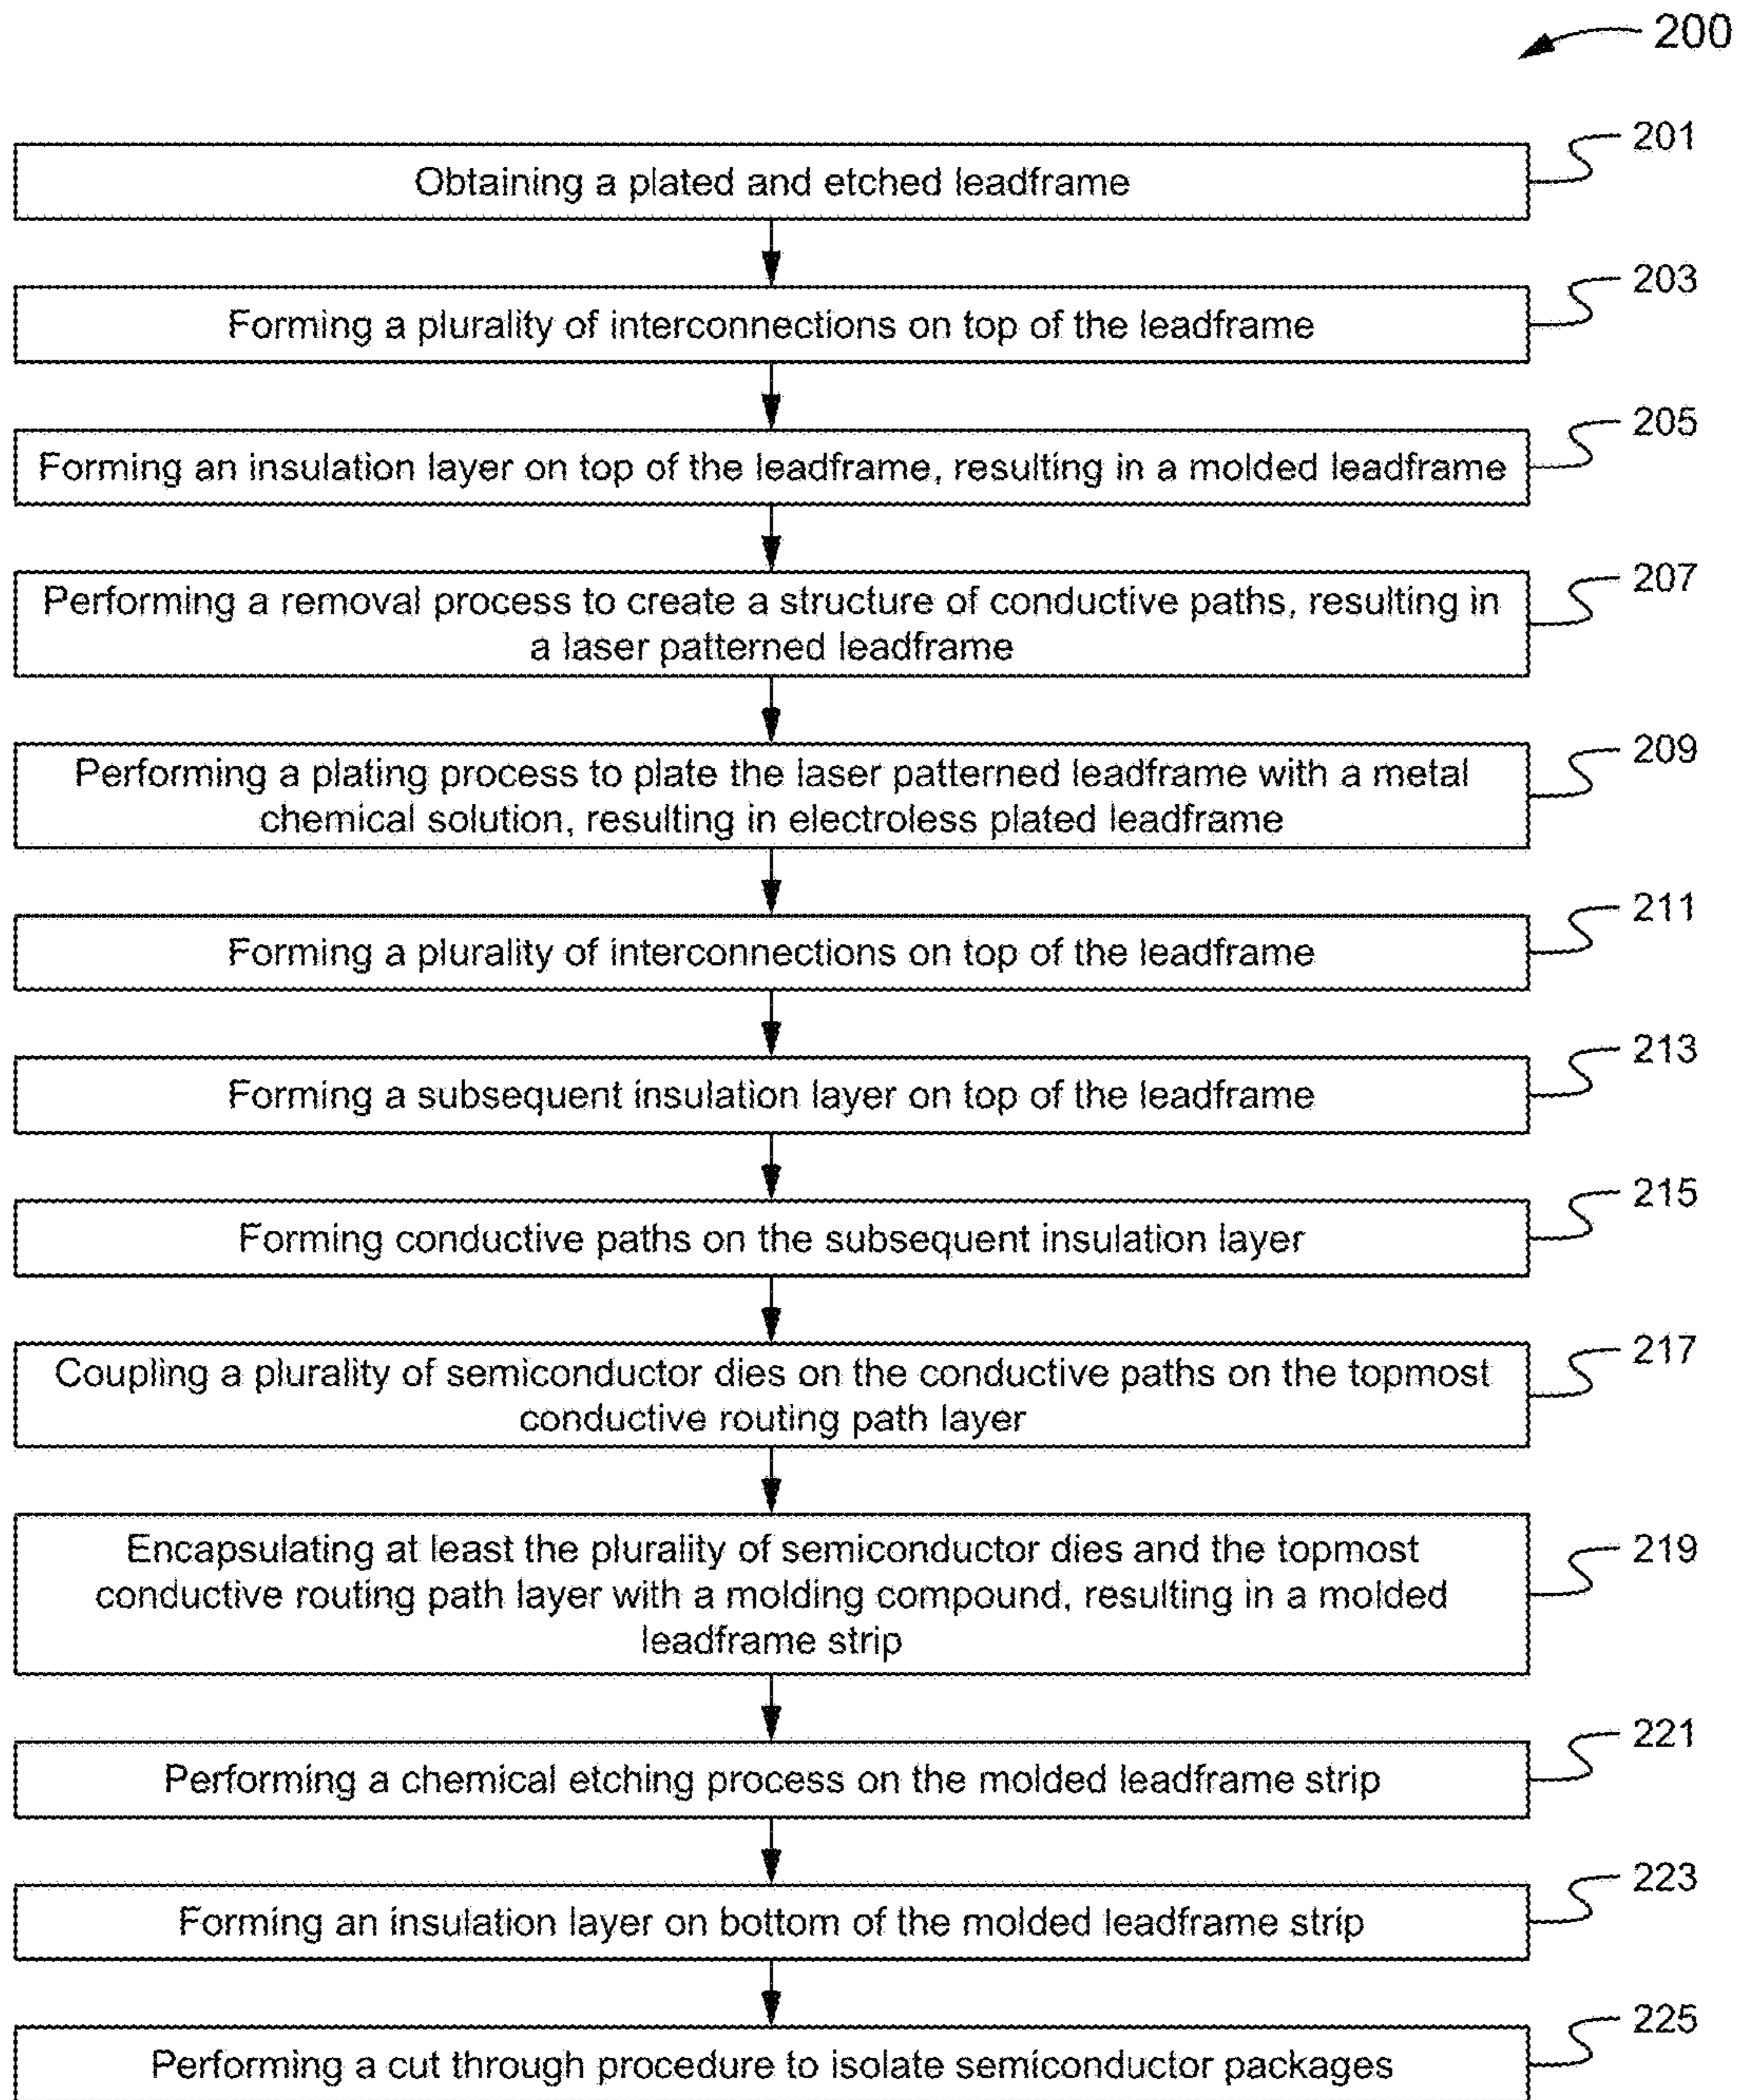 200
201
Obtaining a plated and etched leadframe
203
Forming a plurality of interconnections on top of the leadframe
205
Forming an insulation layer on top of the leadframe, resulting in a molded leadframe
207
Performing a removal process to create a structure of conductive paths, resulting in
a laser patterned leadframe
209
Performing a plating process to plate the laser patterned leadframe with a metal
chemical solution, resulting in electroless plated leadframe
211
Forming a plurality of interconnections on top of the leadframe
213
Forming a subsequent insulation layer on top of the leadframe
215
Forming conductive paths on the subsequent insulation layer
217
Coupling a plurality of semiconductor dies on the conductive paths on the topmost
conductive routing path layer
219
Encapsulating at least the plurality of semiconductor dies and the topmost
conductive routing path layer with a molding compound, resulting in a molded
leadframe strip
221
Performing a chemical etching process on the molded leadframe strip
223
Forming an insulation layer on bottom of the molded leadframe strip
225
Performing a cut through procedure to isolate semiconductor packages